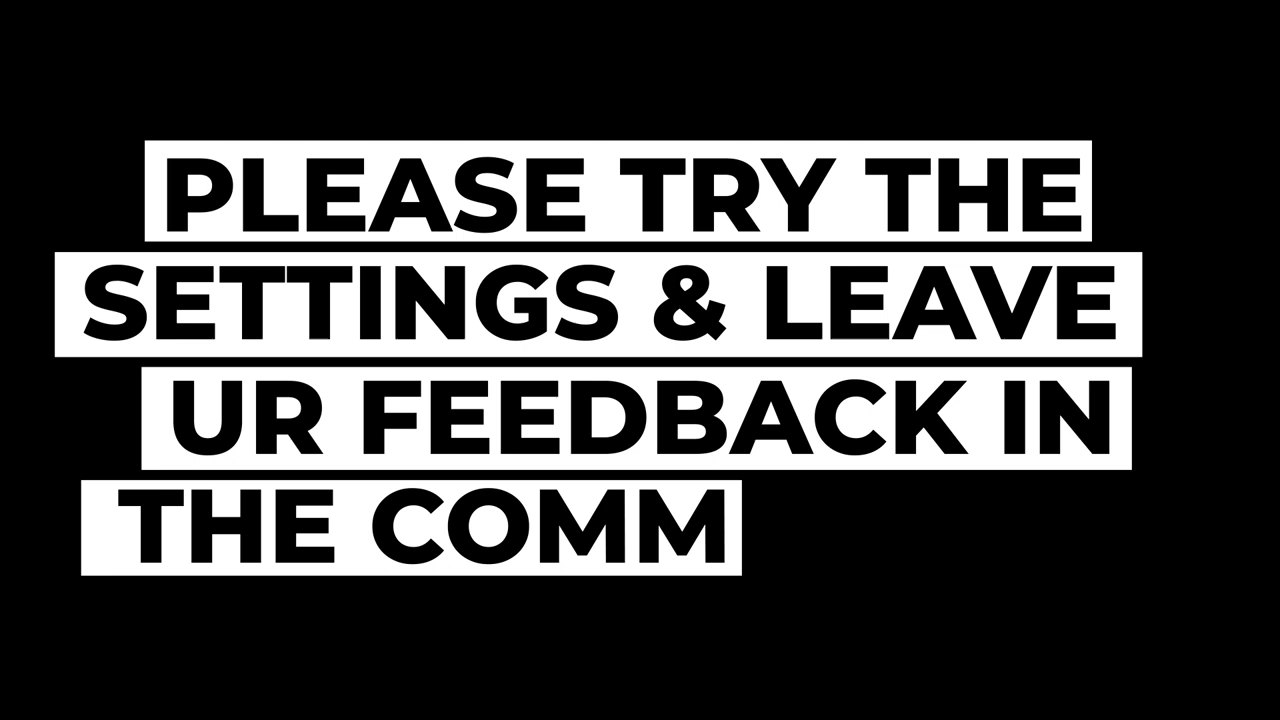 PLEASE TRY THE
SETTINGS & LEAVE
UR FEEDBACK IN
THE COMM